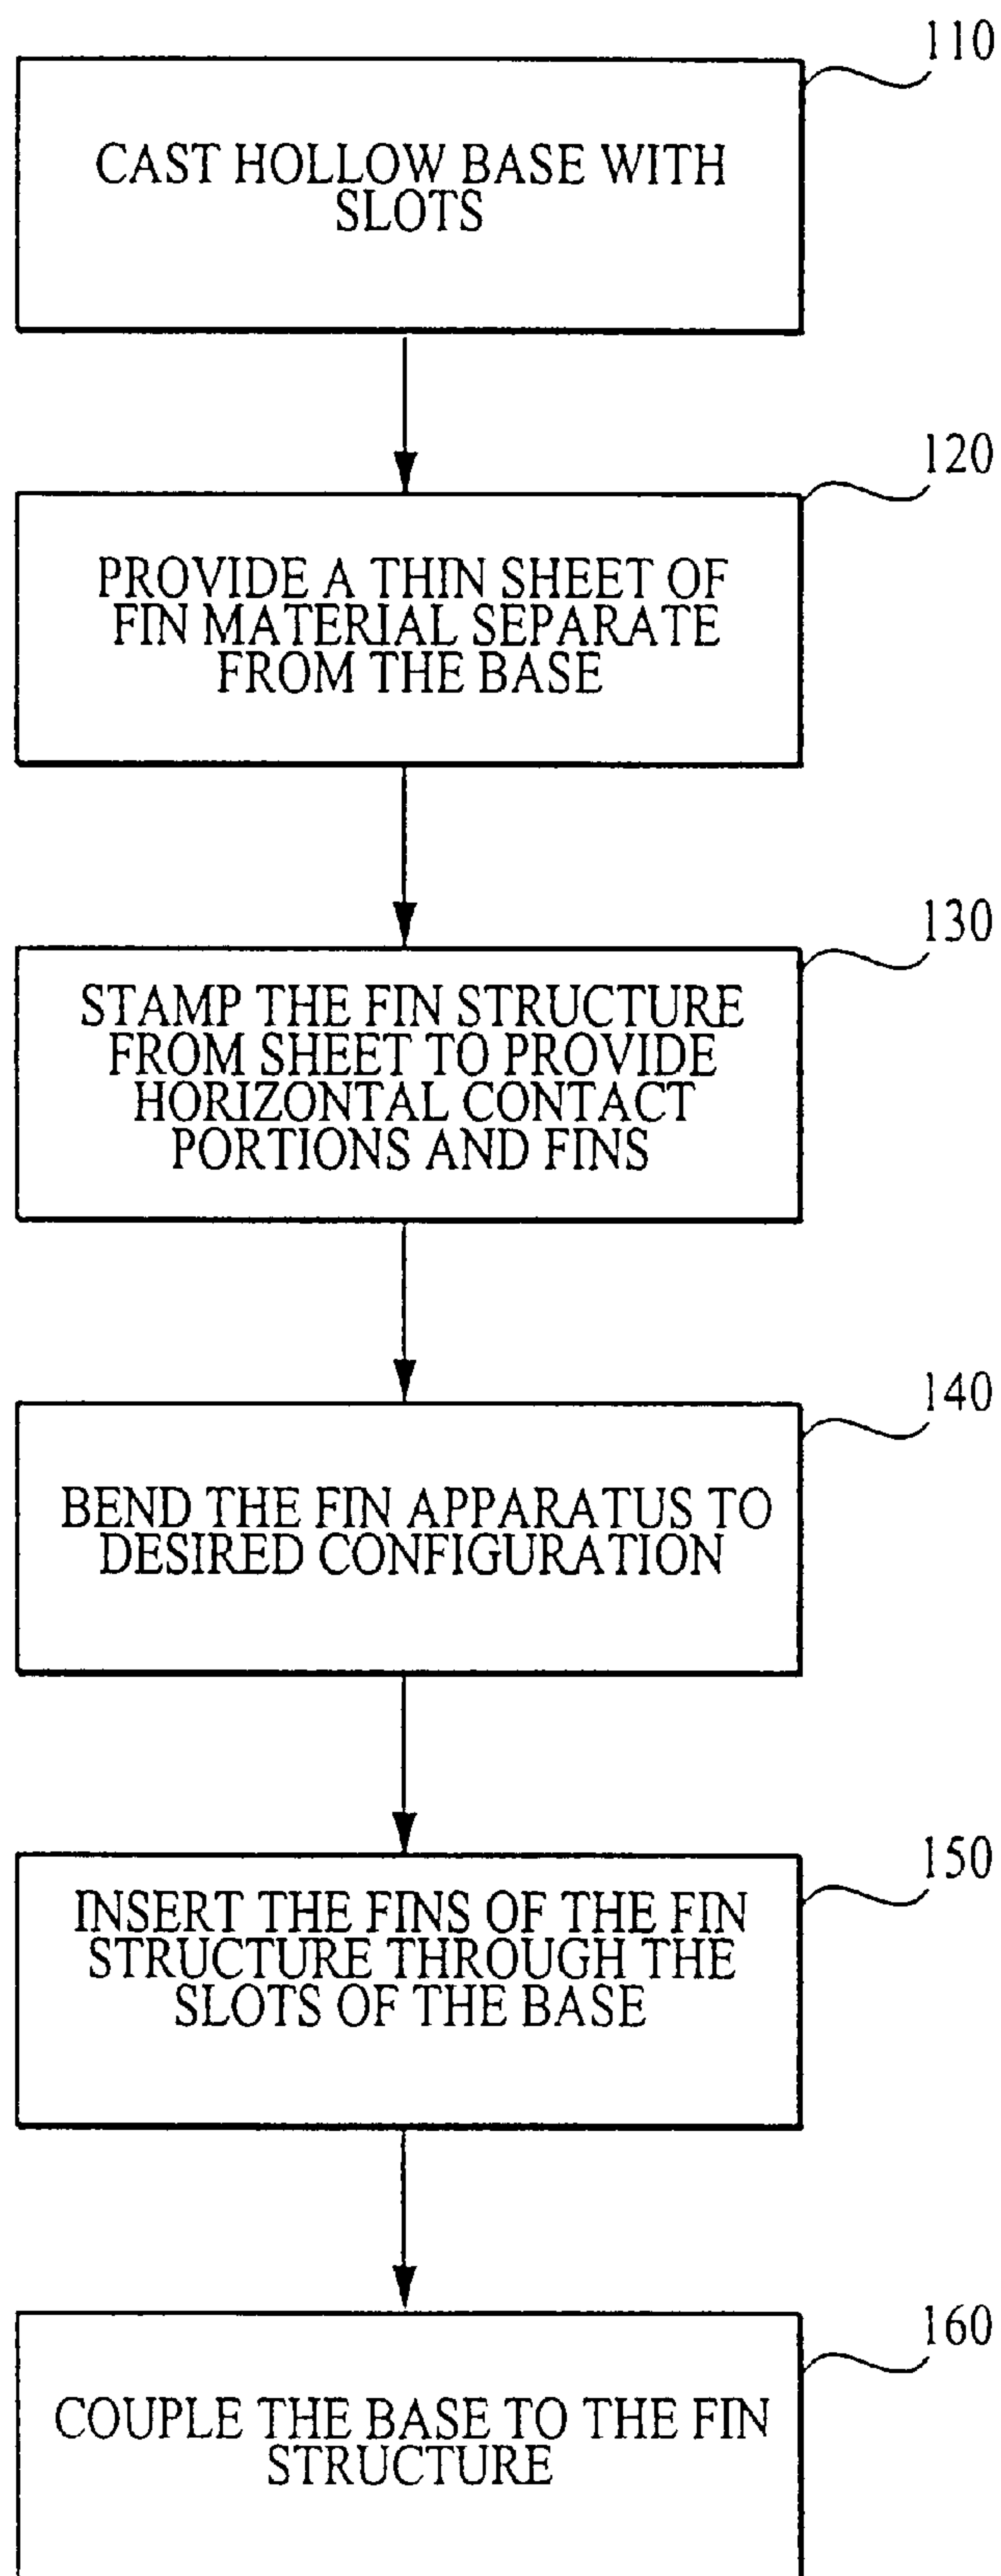 110
CAST HOLLOW BASE WITH
SLOTS
120
PROVIDE A THIN SHEET OF
FIN MATERIAL SEPARATE
FROM THE BASE
130
STAMP THE FIN STRUCTURE
FROM SHEET TO PROVIDE
HORIZONTAL CONTACT
PORTIONS AND FINS
140
BEND THE FIN APPARATUS TO
DESIRED CONFIGURATION
150
INSERT THE FINS OF THE FIN
STRUCTURE THROUGH THE
SLOTS OF THE BASE
160
COUPLE THE BASE TO THE FIN
STRUCTURE